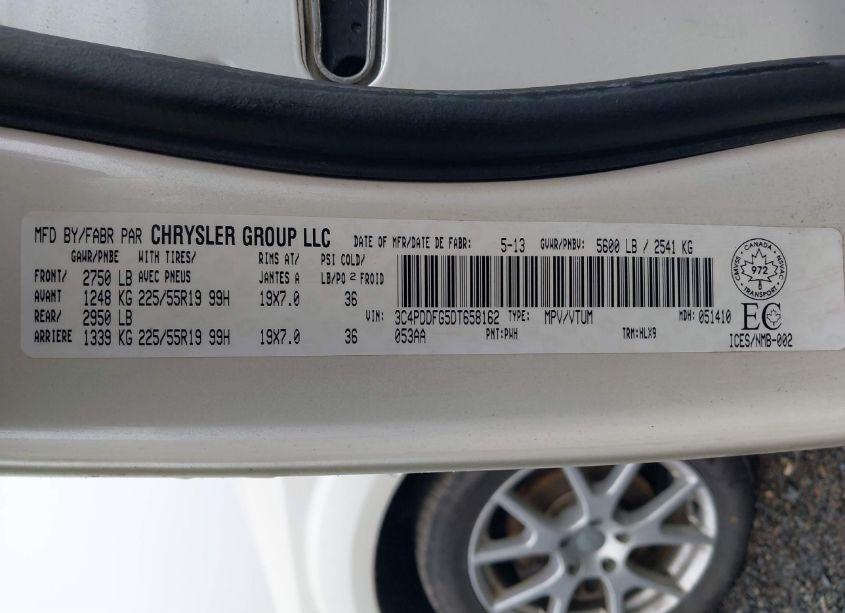 MFD BY/FABR PAR CHRYSLER GROUP LLC DATE OF MFR/DATE DE FABR: 5-13 GVWR/PNBV: 5600 LB / 2541 KG
GAWR/PNBE WITH TIRES/ RIMS AT/ PSI COLD/
FRONT/ 2750 LB AVEC PNEUS JANTES A LB/PO 2 FROID
AVANT 1248 KG 225/55R19 99H 19X7.0 36
REAR/ 2950 LB VIN: 3C4PDDFG5DT658162 TYPE: MPV/VTUM MDH: 051410
ARRIERE 1339 KG 225/55R19 99H 19X7.0 36 053AA PNT:PWH TRM:HLX9
CANADA
CMVSS NSVAC
972
TRANSPORT
EC
ICES/NMB-002